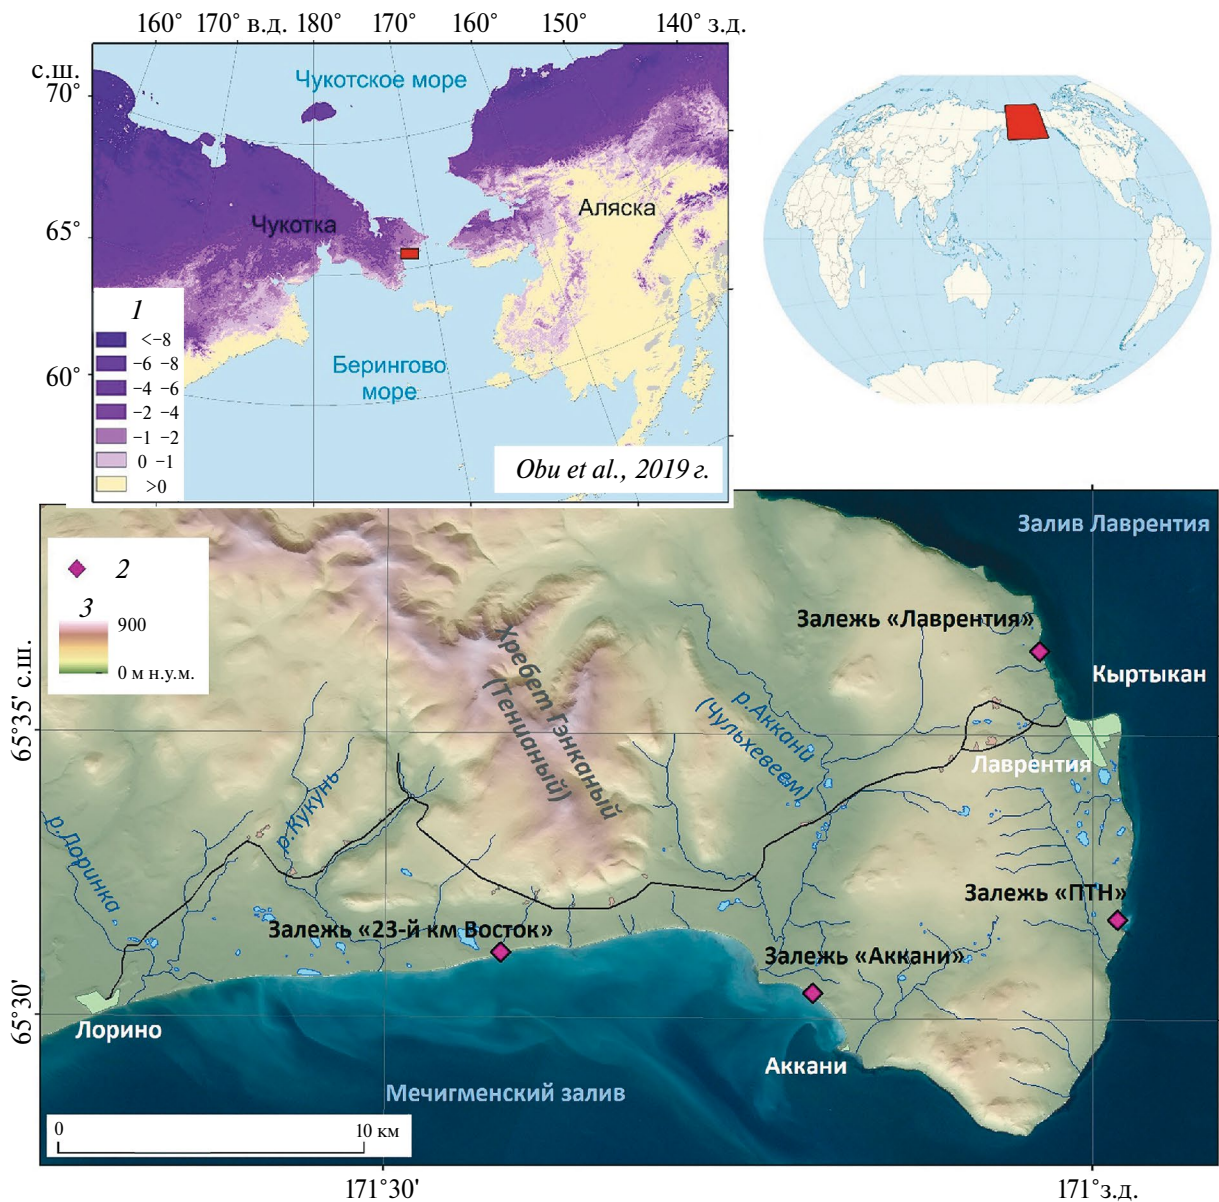 160° 170° в.д. 180° 170° 160° 150° 140° з.д.
с.ш.
70°
65°
60°
Чукотское море
Чукотка
Аляска
Берингово
море
1
<−8
−6 −8
−4 −6
−2 −4
−1 −2
0 −1
>0
Obu et al., 2019 г.
Залив Лаврентия
2
3
900
0 м н.у.м.
Залежь «Лаврентия»
Кыртыкан
Хребет Гэнканый
(Тенианый)
р.Аккани
(Чульхевеем)
Лаврентия
р.Кукунь
р.Лоринка
Залежь «ПТН»
Залежь «23-й км Восток»
Залежь «Аккани»
Лорино
Аккани
Мечигменский залив
0 10 км
65°35' с.ш.
65°30'
171°30' 171° з.д.